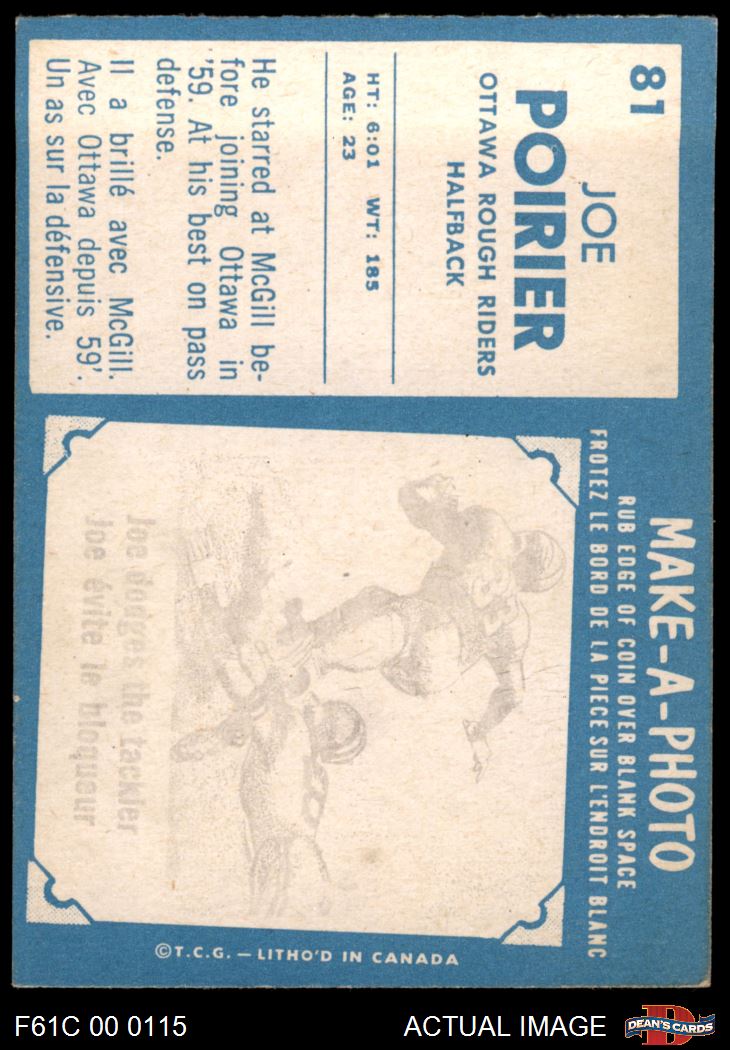 81
JOE
POIRIER
OTTAWA ROUGH RIDERS
HALFBACK
HT: 6:01 WT: 185
AGE: 23
He starred at McGill be-
fore joining Ottawa in
'59. At his best on pass
defense.
Il a brillé avec McGill.
Avec Ottawa depuis 59'.
Un as sur la défensive.
MAKE-A-PHOTO
RUB EDGE OF COIN OVER BLANK SPACE
FROTEZ LE BORD DE LA PIECE SUR L'ENDROIT BLANC
Joe dodges the tackler
Joe évite le bloqueur
©T.C.G. — LITHO'D IN CANADA
F61C 00 0115
ACTUAL IMAGE
D
DEAN'S CARDS